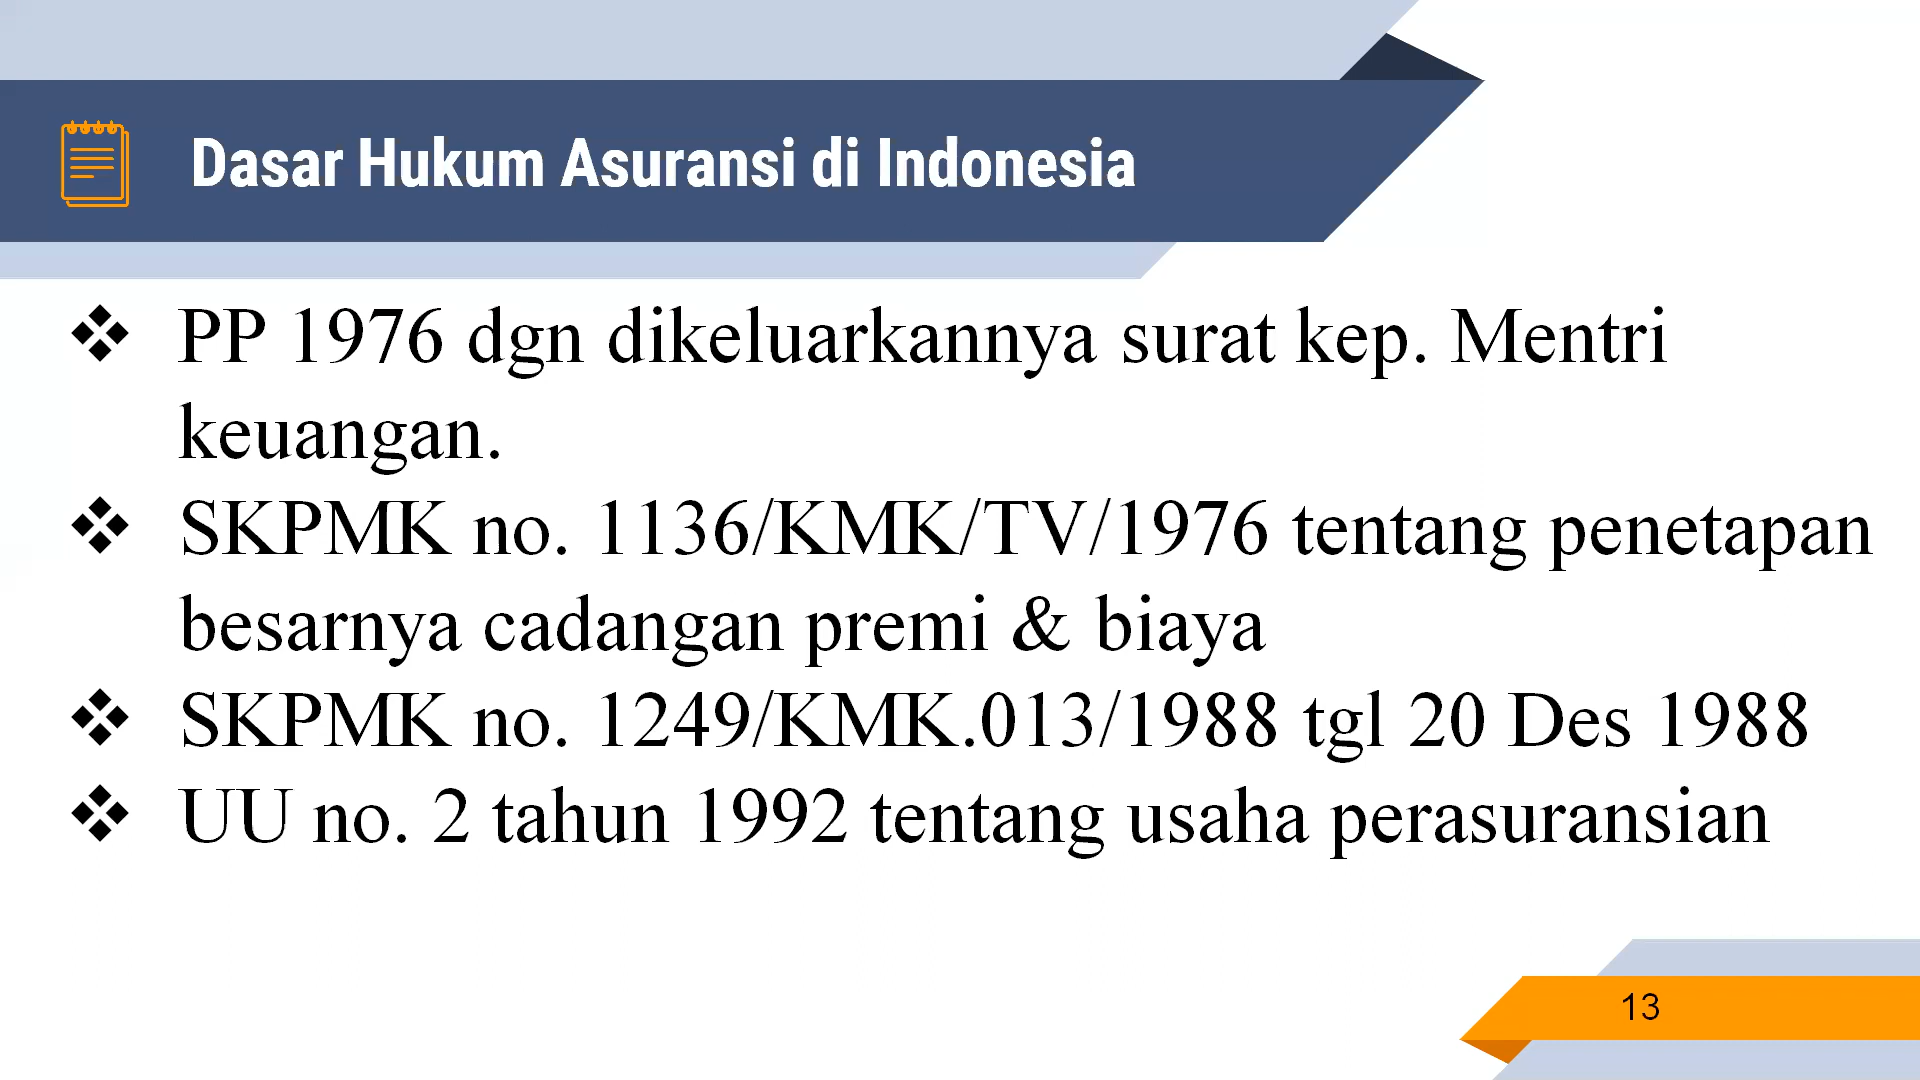 Dasar Hukum Asuransi di Indonesia
❖ PP 1976 dgn dikeluarkannya surat kep. Mentri
keuangan.
❖ SKPMK no. 1136/KMK/TV/1976 tentang penetapan
besarnya cadangan premi & biaya
❖ SKPMK no. 1249/KMK.013/1988 tgl 20 Des 1988
❖ UU no. 2 tahun 1992 tentang usaha perasuransian
13